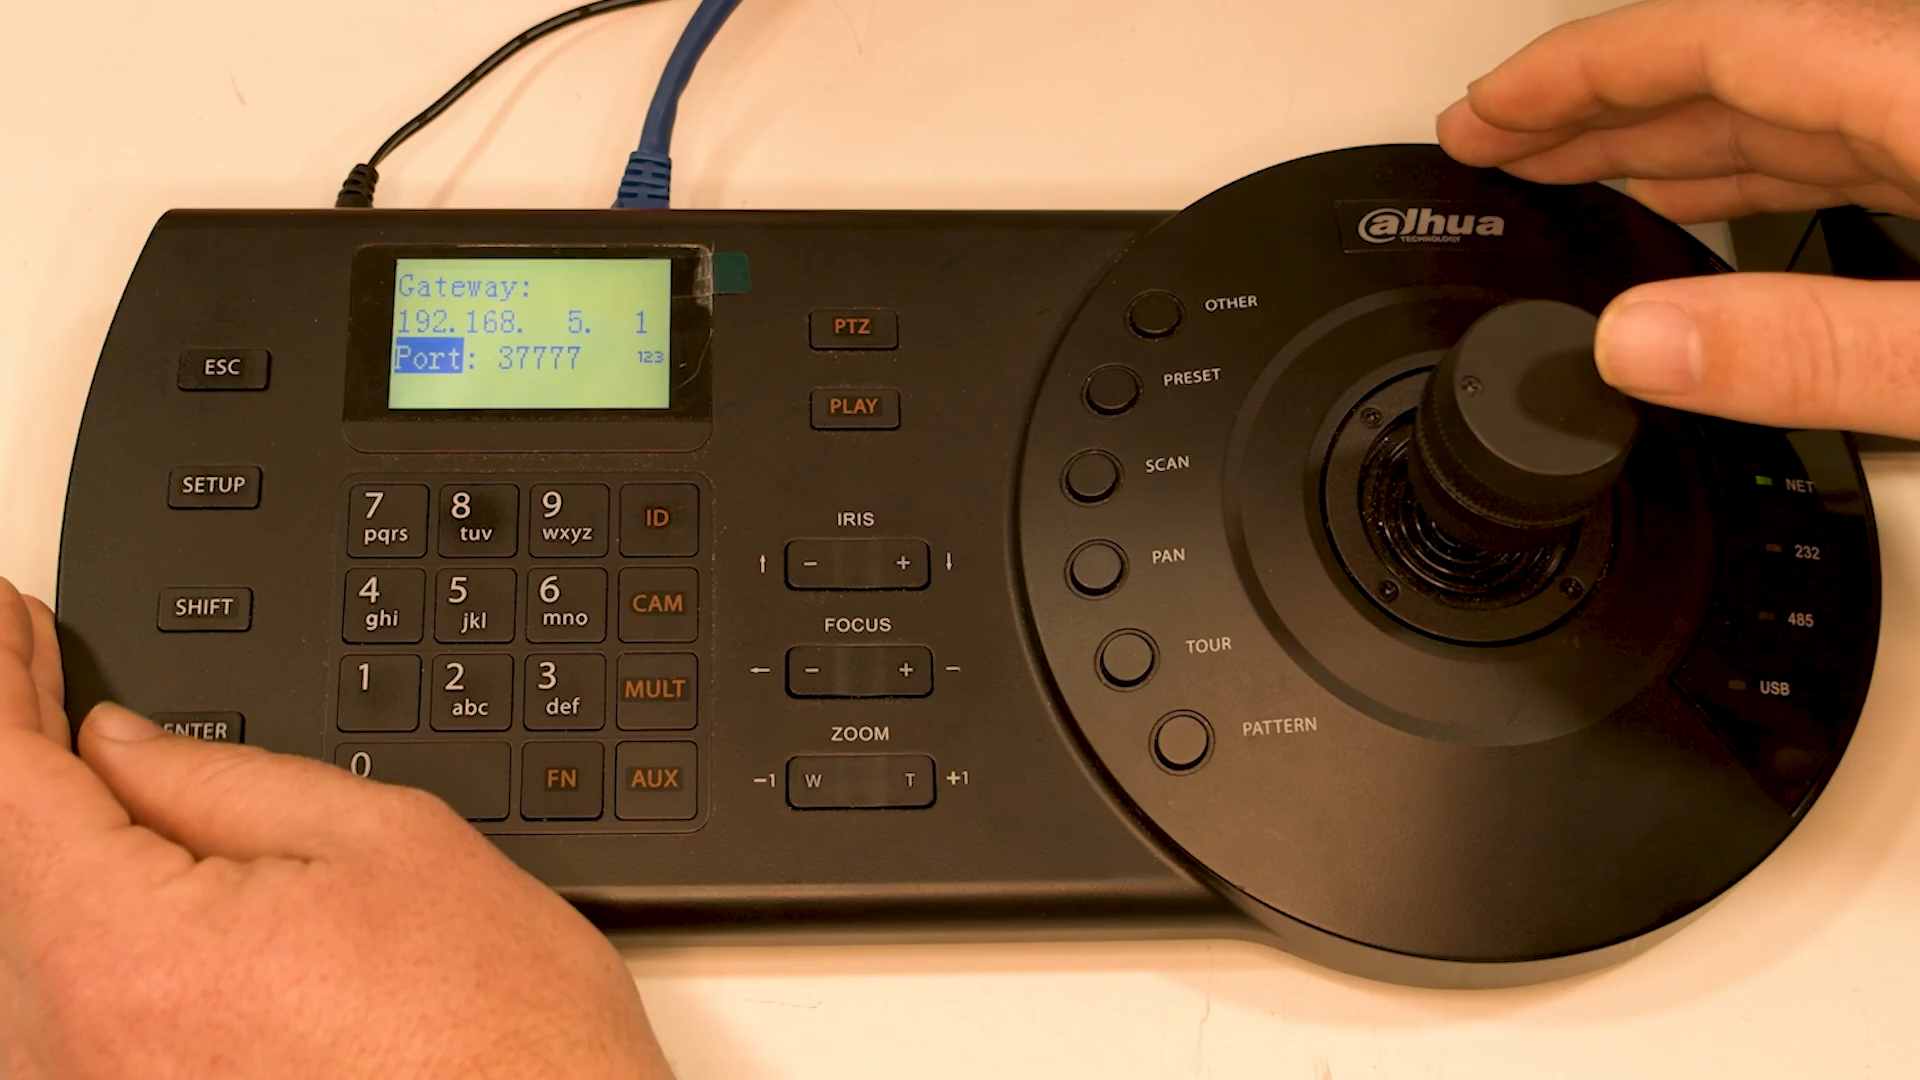 Gateway:
192.168. 5. 1
Port: 37777 123
ESC
SETUP
SHIFT
ENTER
7 pqrs
8 tuv
9 wxyz
ID
4 ghi
5 jkl
6 mno
CAM
1
2 abc
3 def
MULT
0
FN
AUX
PTZ
PLAY
IRIS
↑ − + ↓
FOCUS
← − + −
ZOOM
−1 W T +1
alhua
TECHNOLOGY
OTHER
PRESET
SCAN
PAN
TOUR
PATTERN
NET
232
485
USB